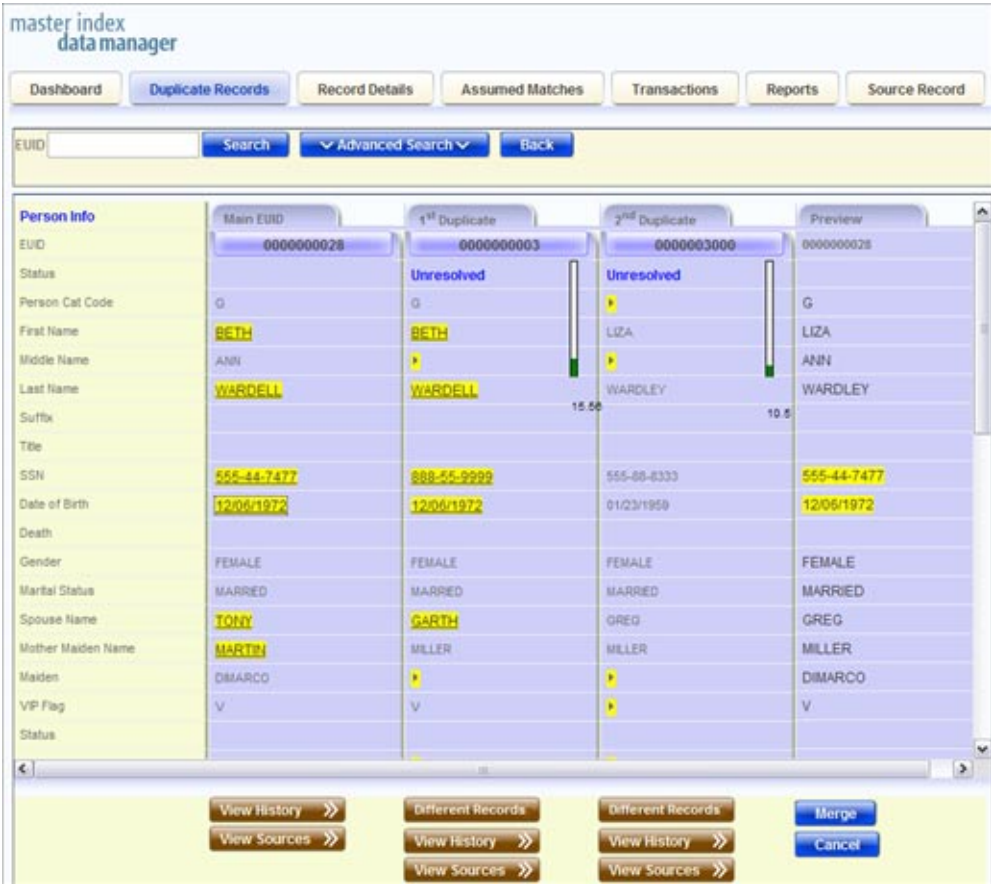 master index
data manager
Dashboard Duplicate Records Record Details Assumed Matches Transactions Reports Source Record
EUID Search Advanced Search Back
Person Info Main EUID 1st Duplicate 2nd Duplicate Preview
EUID 0000000028 0000000003 0000003000 0000000028
Status Unresolved Unresolved
Person Cat Code G G G
First Name BETH BETH LIZA LIZA
Middle Name ANN ANN
Last Name WARDELL WARDELL WARDLEY WARDLEY
15.56 10.5
Suffix
Title
SSN 555-44-7477 888-55-9999 555-88-8333 555-44-7477
Date of Birth 12/06/1972 12/06/1972 01/23/1959 12/06/1972
Death
Gender FEMALE FEMALE FEMALE FEMALE
Marital Status MARRIED MARRIED MARRIED MARRIED
Spouse Name TONY GARTH GREG GREG
Mother Maiden Name MARTIN MILLER MILLER MILLER
Maiden DIMARCO DIMARCO
VIP Flag V V V
Status
View History Different Records Different Records Merge
View Sources View History View History Cancel
View Sources View Sources